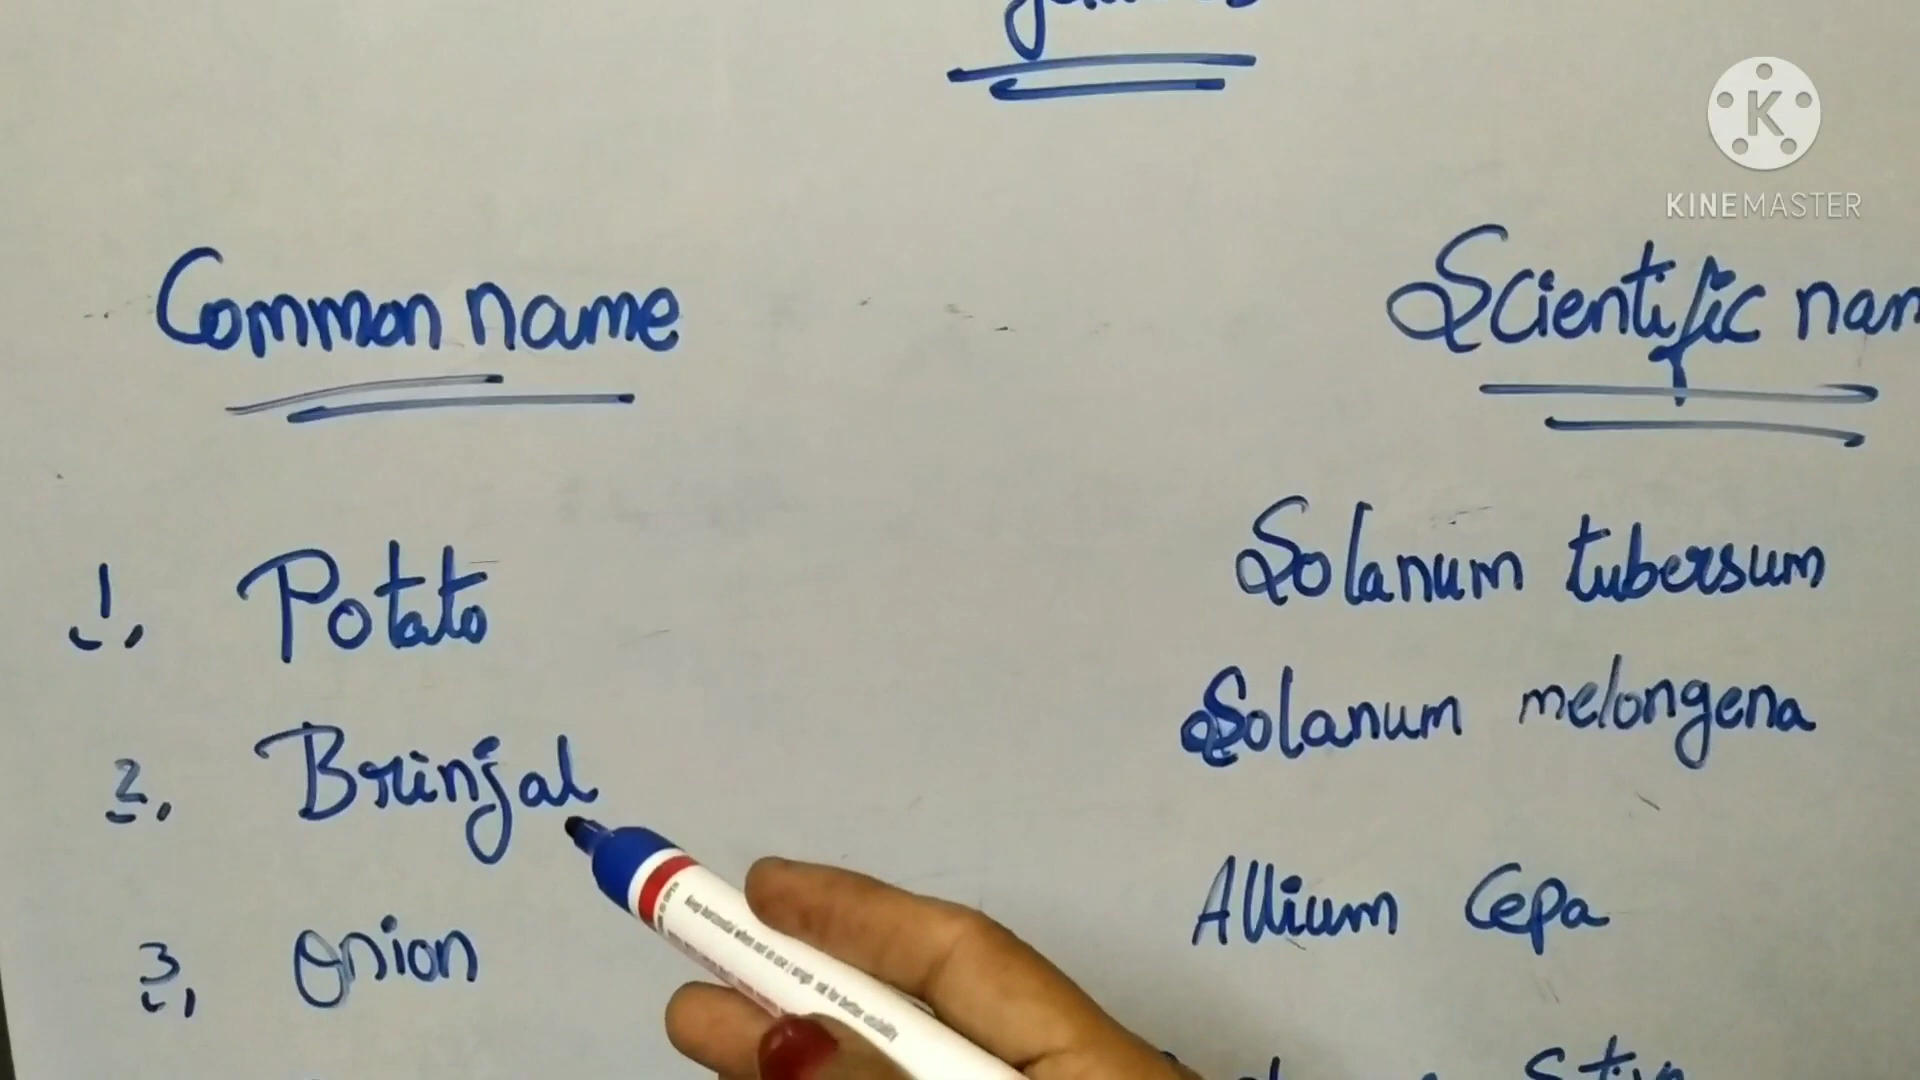 KINEMASTER
Common name
Scientific nam
1. Potato
Solanum tubersum
2. Brinjal
Solanum melongena
3. Onion
Allium Cepa